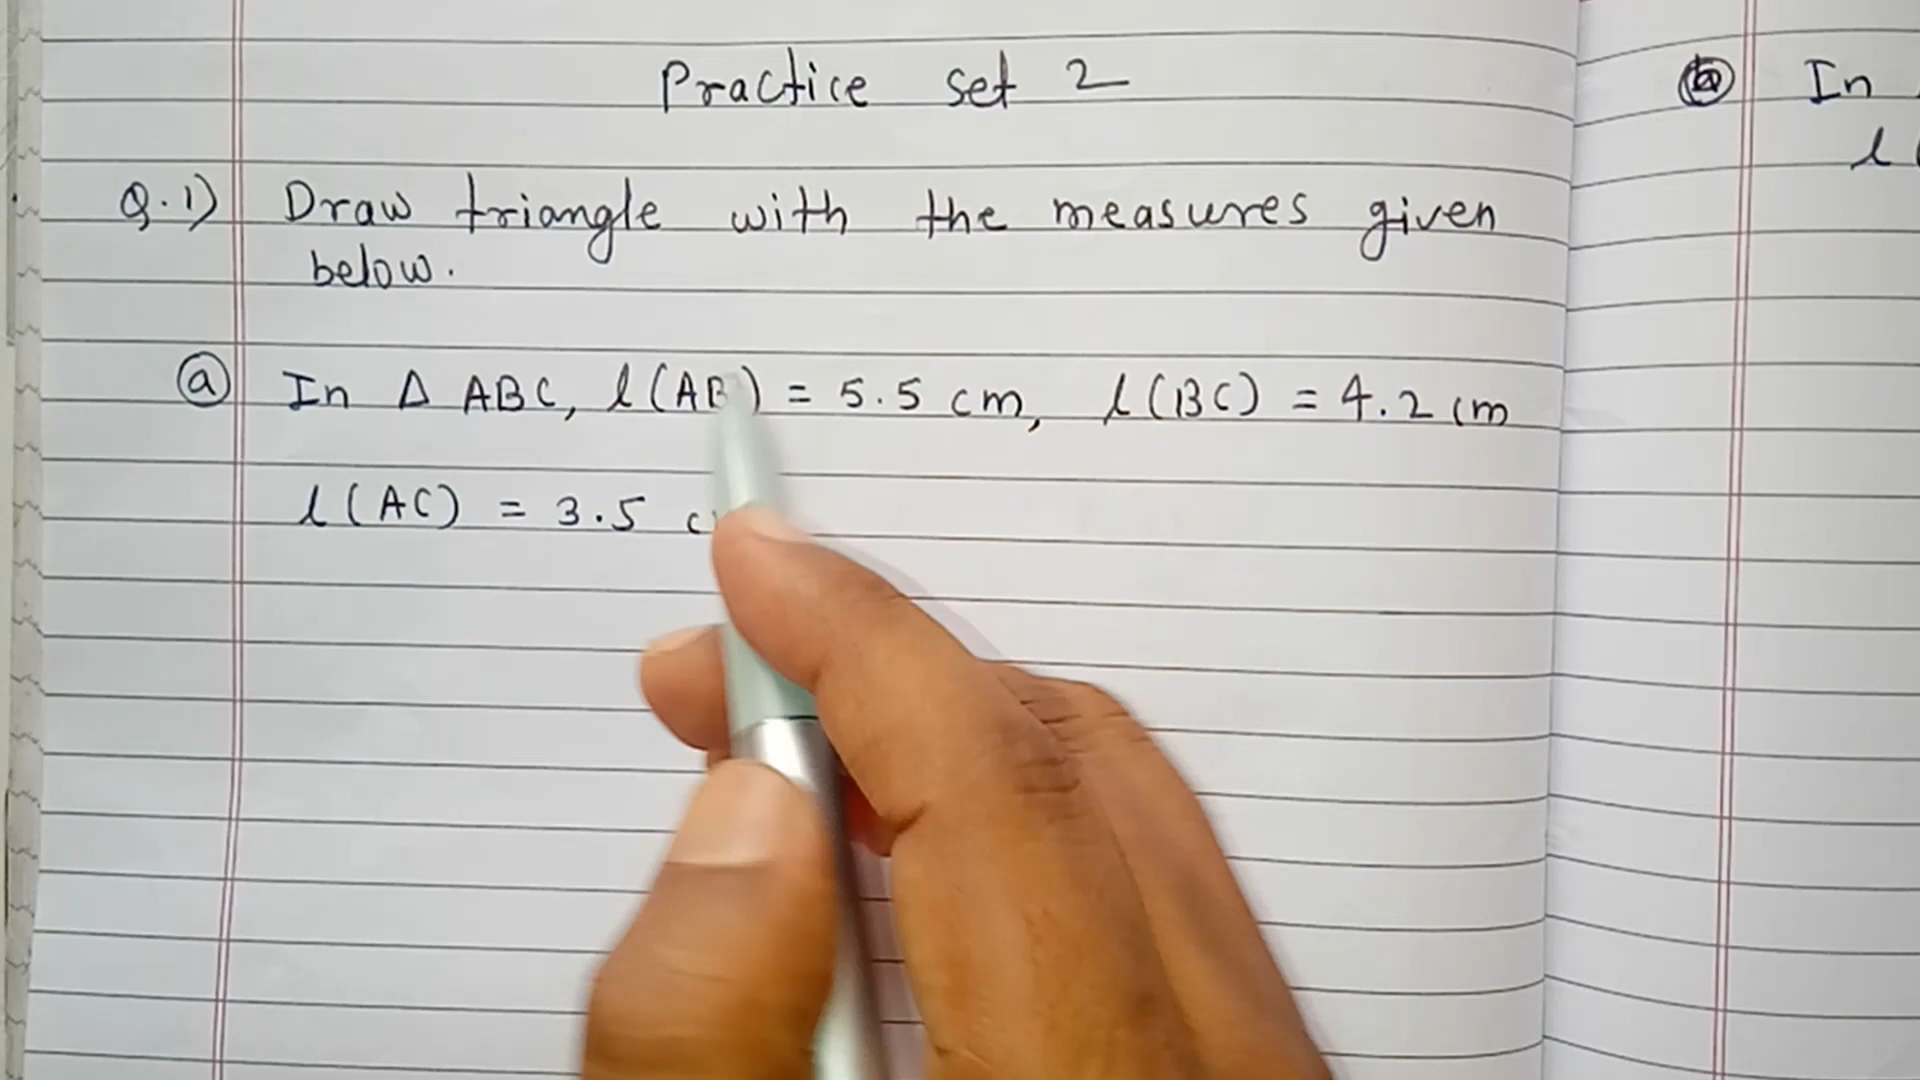 Practice set 2
Q.1) Draw triangle with the measures given
below.
(a) In Δ ABC, l(AB) = 5.5 cm, l(BC) = 4.2 cm
l(AC) = 3.5
(b) In
l(